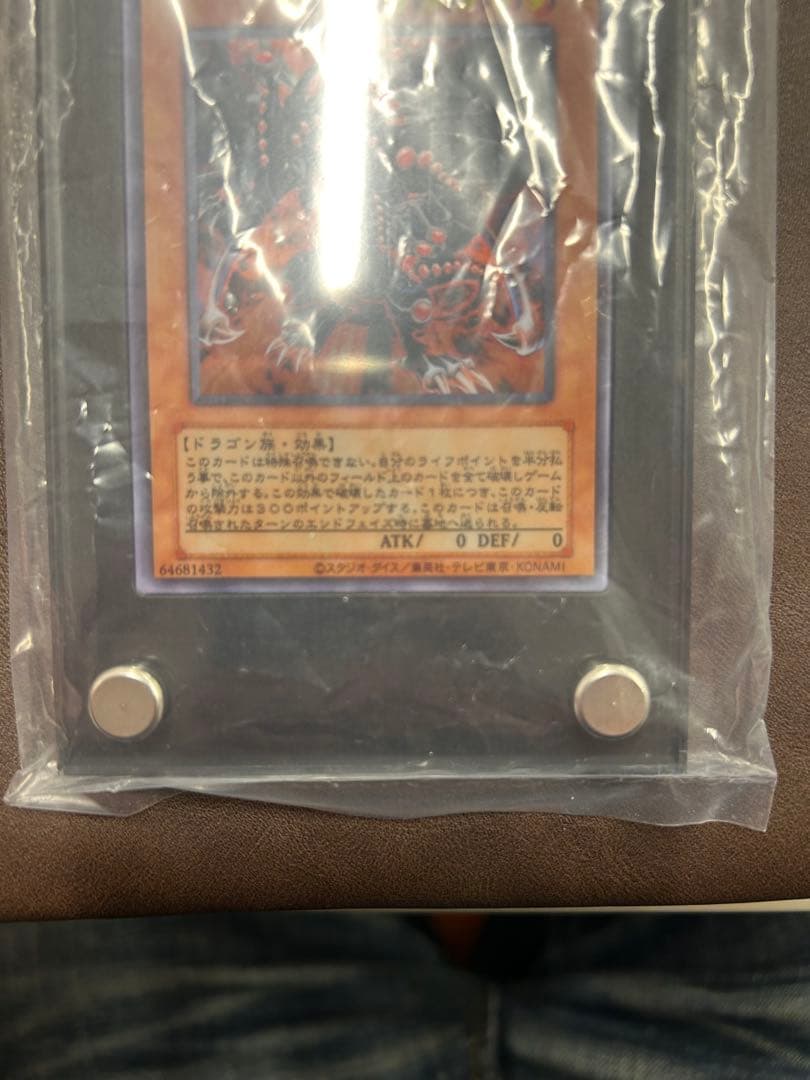 【ドラゴン族・効果】
このカードは特殊召喚できない。自分のライフポイントを半分払
う事で、このカード以外のフィールド上のカードを全て破壊しゲーム
から除外する。この効果で破壊したカード1枚につき、このカード
の攻撃力は300ポイントアップする。このカードは召喚・反転
召喚されたターンのエンドフェイズ時に墓地へ送られる。
ATK/ 0 DEF/ 0
64681432 ©スタジオ・ダイス/集英社・テレビ東京・KONAMI